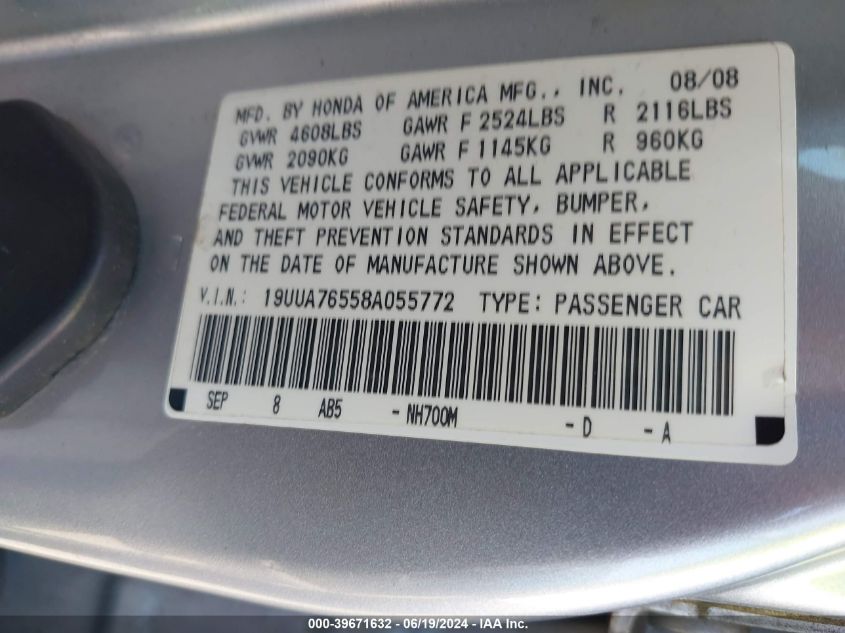 MFD. BY HONDA OF AMERICA MFG., INC. 08/08
GVWR 4608LBS GAWR F 2524LBS R 2116LBS
GVWR 2090KG GAWR F 1145KG R 960KG
THIS VEHICLE CONFORMS TO ALL APPLICABLE
FEDERAL MOTOR VEHICLE SAFETY, BUMPER,
AND THEFT PREVENTION STANDARDS IN EFFECT
ON THE DATE OF MANUFACTURE SHOWN ABOVE.
V.I.N.: 19UUA76558A055772 TYPE: PASSENGER CAR
SEP 8 AB5 - NH700M - D - A
000-39671632 - 06/19/2024 - IAA Inc.